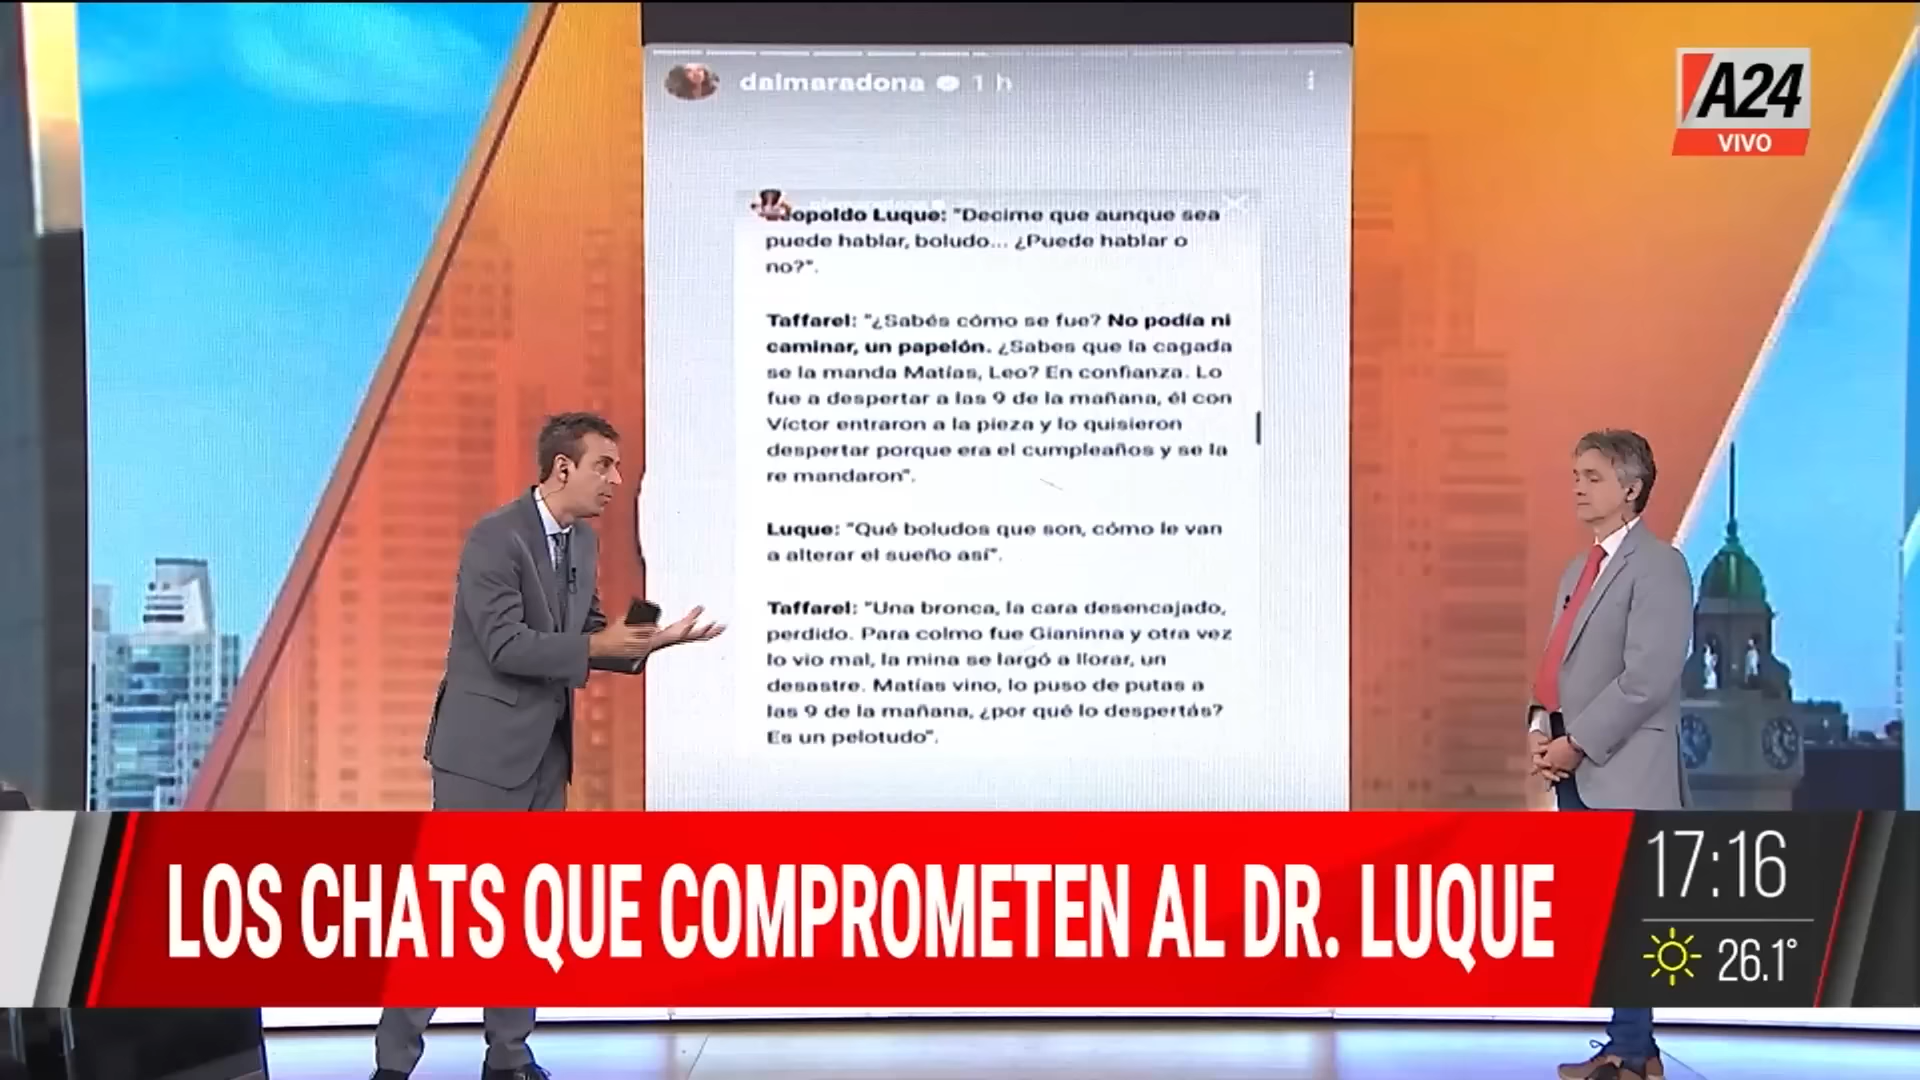 dalmaradona 1 h
A24
VIVO
Leopoldo Luque: "Decime que aunque sea
puede hablar, boludo... ¿Puede hablar o
no?".
Taffarel: "¿Sabés cómo se fue? No podía ni
caminar, un papelón. ¿Sabes que la cagada
se la manda Matías, Leo? En confianza. Lo
fue a despertar a las 9 de la mañana, él con
Víctor entraron a la pieza y lo quisieron
despertar porque era el cumpleaños y se la
re mandaron".
Luque: "Qué boludos que son, cómo le van
a alterar el sueño así".
Taffarel: "Una bronca, la cara desencajado,
perdido. Para colmo fue Gianinna y otra vez
lo vio mal, la mina se largó a llorar, un
desastre. Matías vino, lo puso de putas a
las 9 de la mañana, ¿por qué lo despertás?
Es un pelotudo".
LOS CHATS QUE COMPROMETEN AL DR. LUQUE
17:16
26.1°